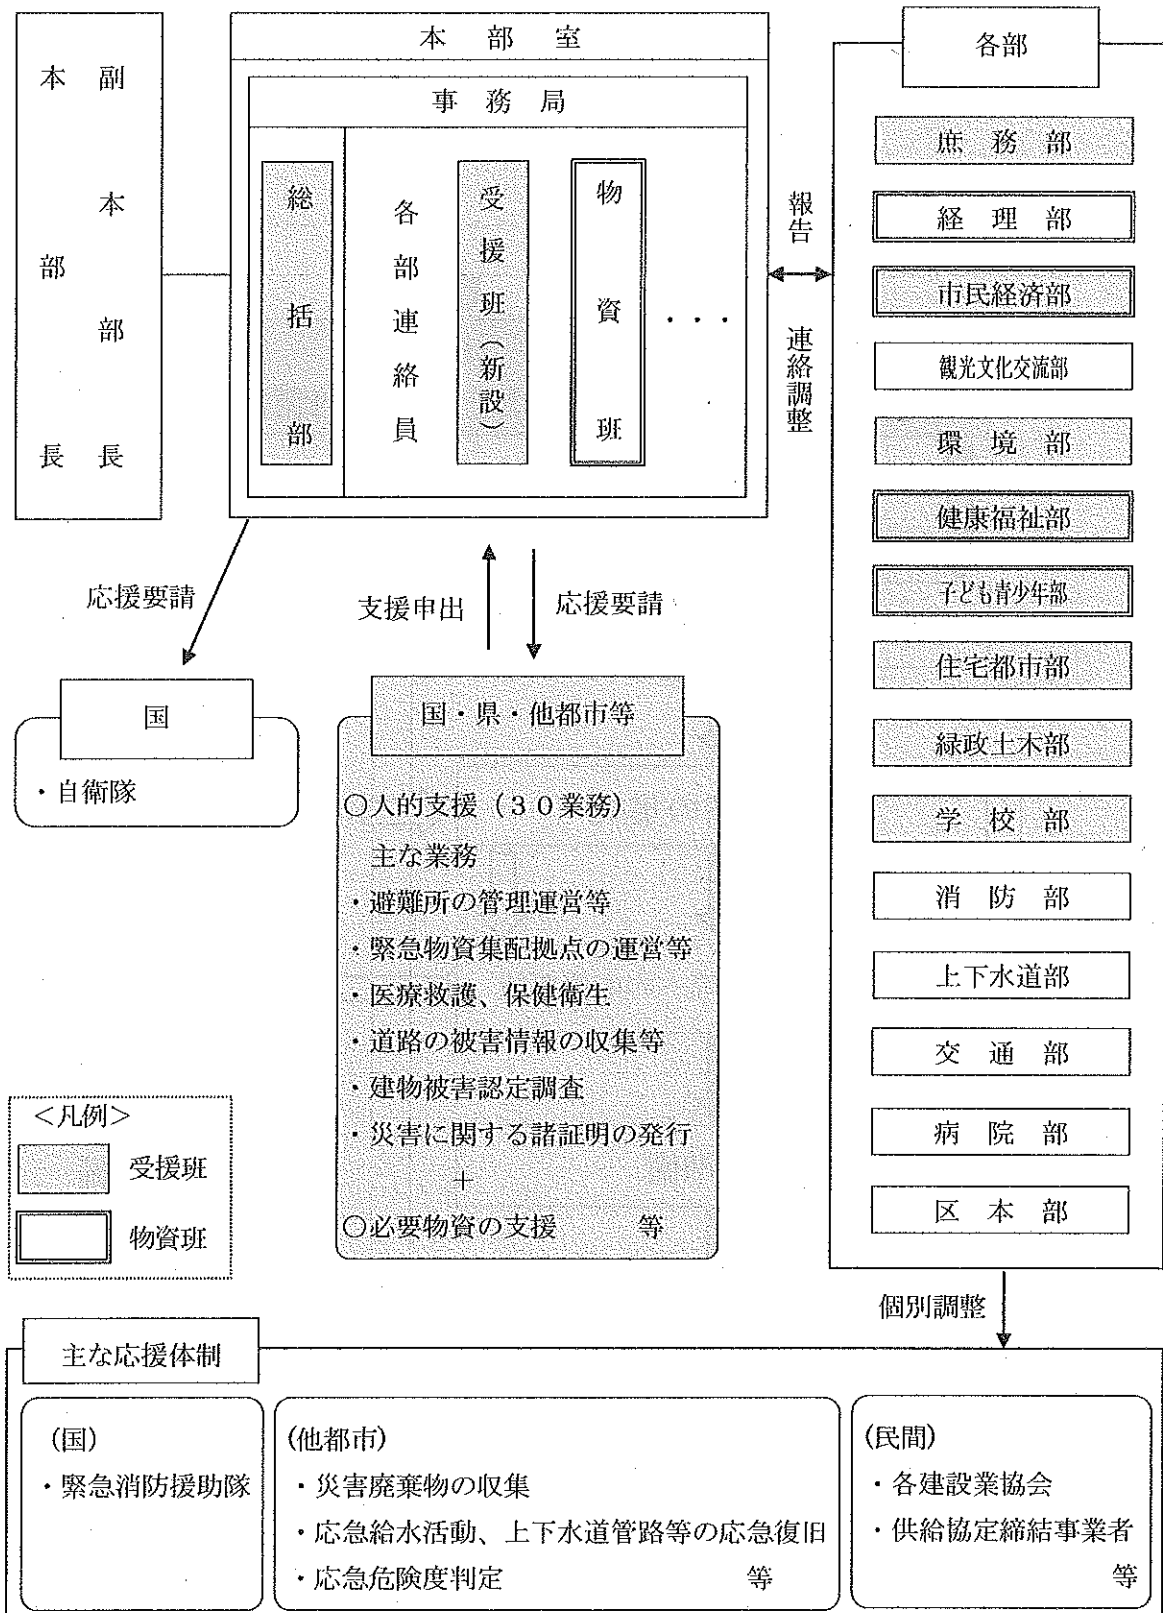 本部長
副本部長
本部室
事務局
総括部
各部連絡員
受援班（新設）
物資班
・・・
報告
連絡調整
各部
庶務部
経理部
市民経済部
観光文化交流部
環境部
健康福祉部
子ども青少年部
住宅都市部
緑政土木部
学校部
消防部
上下水道部
交通部
病院部
区本部
応援要請
支援申出
応援要請
国
・自衛隊
国・県・他都市等
○人的支援（３０業務）
主な業務
・避難所の管理運営等
・緊急物資集配拠点の運営等
・医療救護、保健衛生
・道路の被害情報の収集等
・建物被害認定調査
・災害に関する諸証明の発行
＋
○必要物資の支援　等
＜凡例＞
受援班
物資班
個別調整
主な応援体制
(国)
・緊急消防援助隊
(他都市)
・災害廃棄物の収集
・応急給水活動、上下水道管路等の応急復旧
・応急危険度判定　等
(民間)
・各建設業協会
・供給協定締結事業者
等